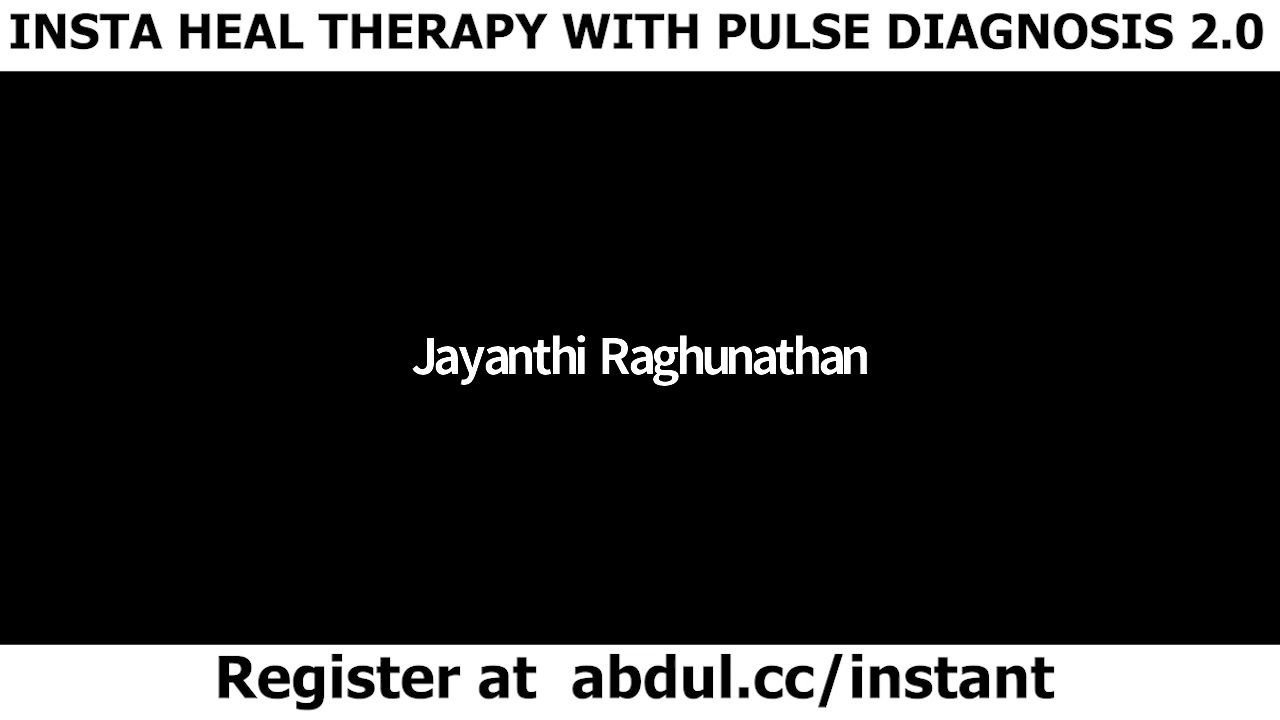 INSTA HEAL THERAPY WITH PULSE DIAGNOSIS 2.0
Jayanthi Raghunathan
Register at abdul.cc/instant